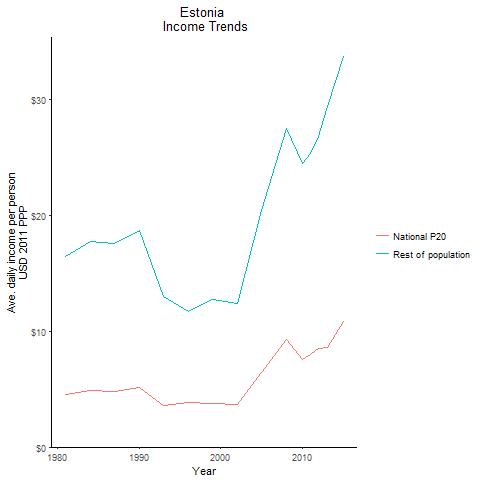 Estonia
Income Trends
Ave. daily income per person
USD 2011 PPP
$30
$20
$10
$0
1980
1990
2000
2010
Year
National P20
Rest of population